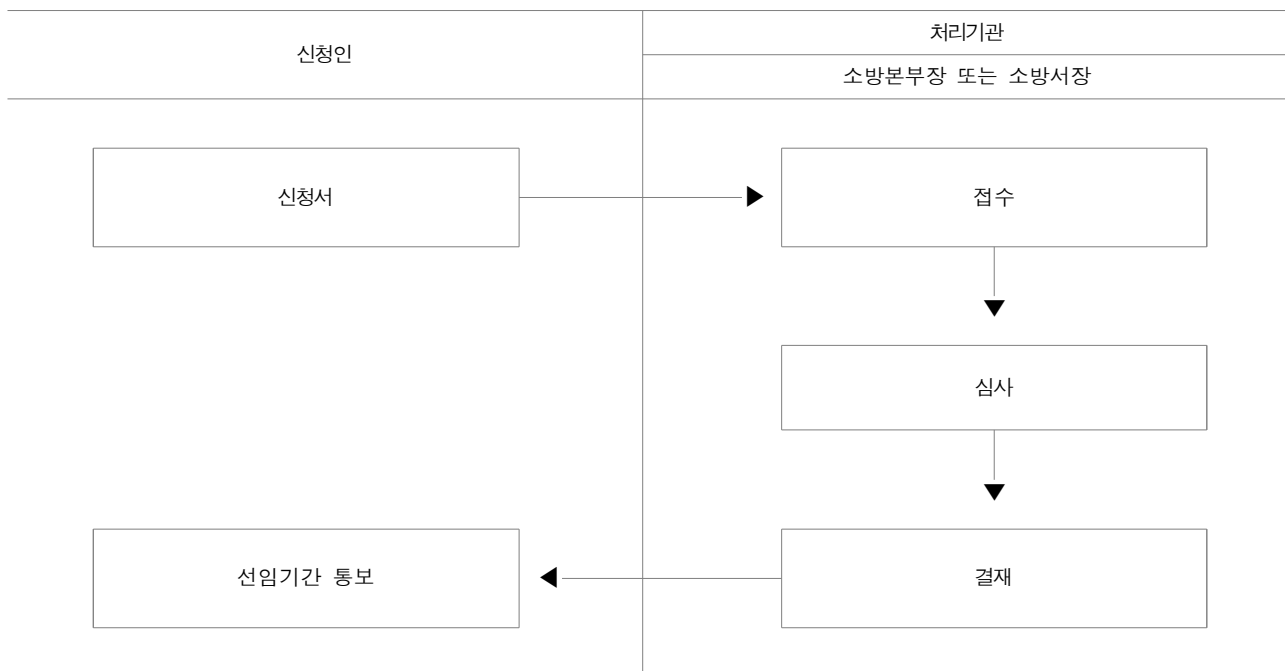 신청인
처리기관
소방본부장 또는 소방서장
신청서
접수
심사
선임기간 통보
결재